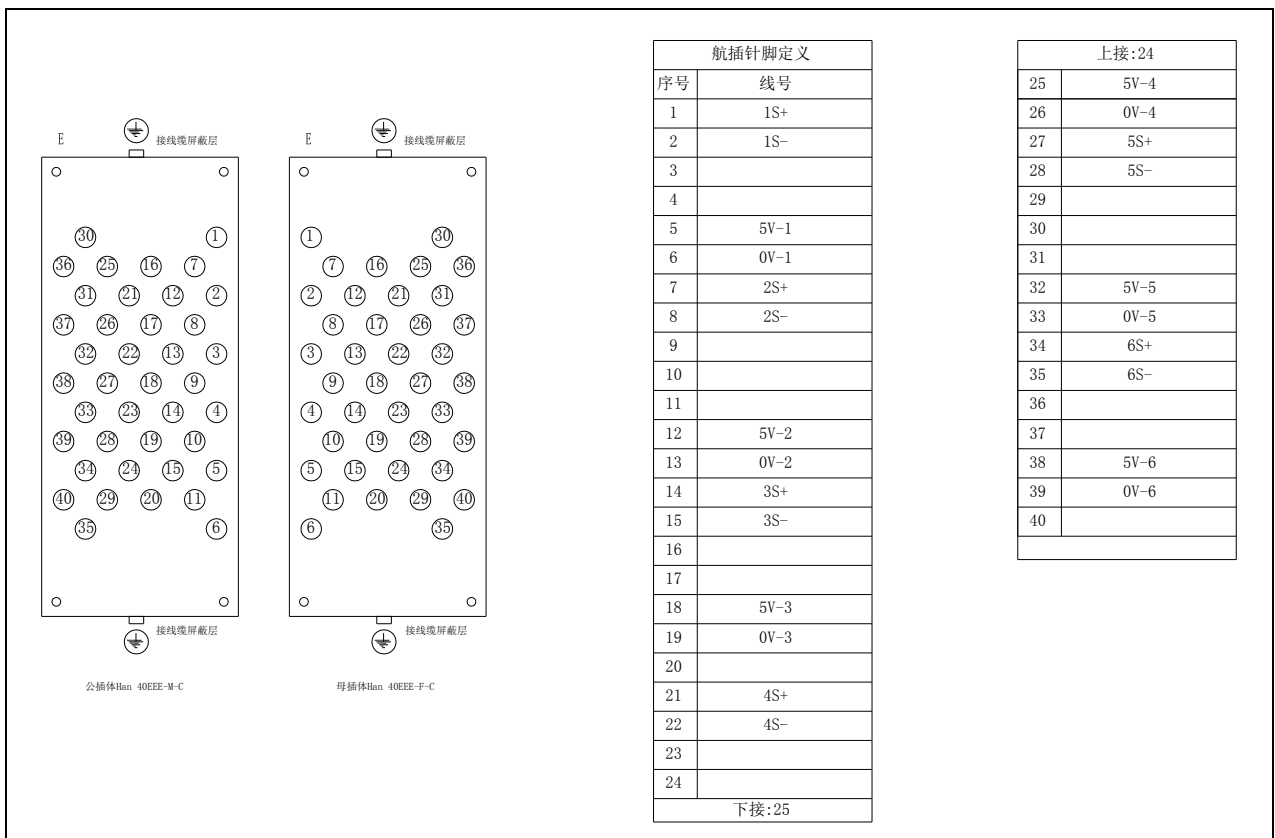 E
接线缆屏蔽层
30 1
36 25 16 7
31 21 12 2
37 26 17 8
32 22 13 3
38 27 18 9
33 23 14 4
39 28 19 10
34 24 15 5
40 29 20 11
35 6
接线缆屏蔽层
公插体Han 40EEE-M-C
E
接线缆屏蔽层
1 30
7 16 25 36
2 12 21 31
8 17 26 37
3 13 22 32
9 18 27 38
4 14 23 33
10 19 28 39
5 15 24 34
11 20 29 40
6 35
接线缆屏蔽层
母插体Han 40EEE-F-C
航插针脚定义
序号 线号
1 1S+
2 1S-
3
4
5 5V-1
6 0V-1
7 2S+
8 2S-
9
10
11
12 5V-2
13 0V-2
14 3S+
15 3S-
16
17
18 5V-3
19 0V-3
20
21 4S+
22 4S-
23
24
下接:25
上接:24
25 5V-4
26 0V-4
27 5S+
28 5S-
29
30
31
32 5V-5
33 0V-5
34 6S+
35 6S-
36
37
38 5V-6
39 0V-6
40